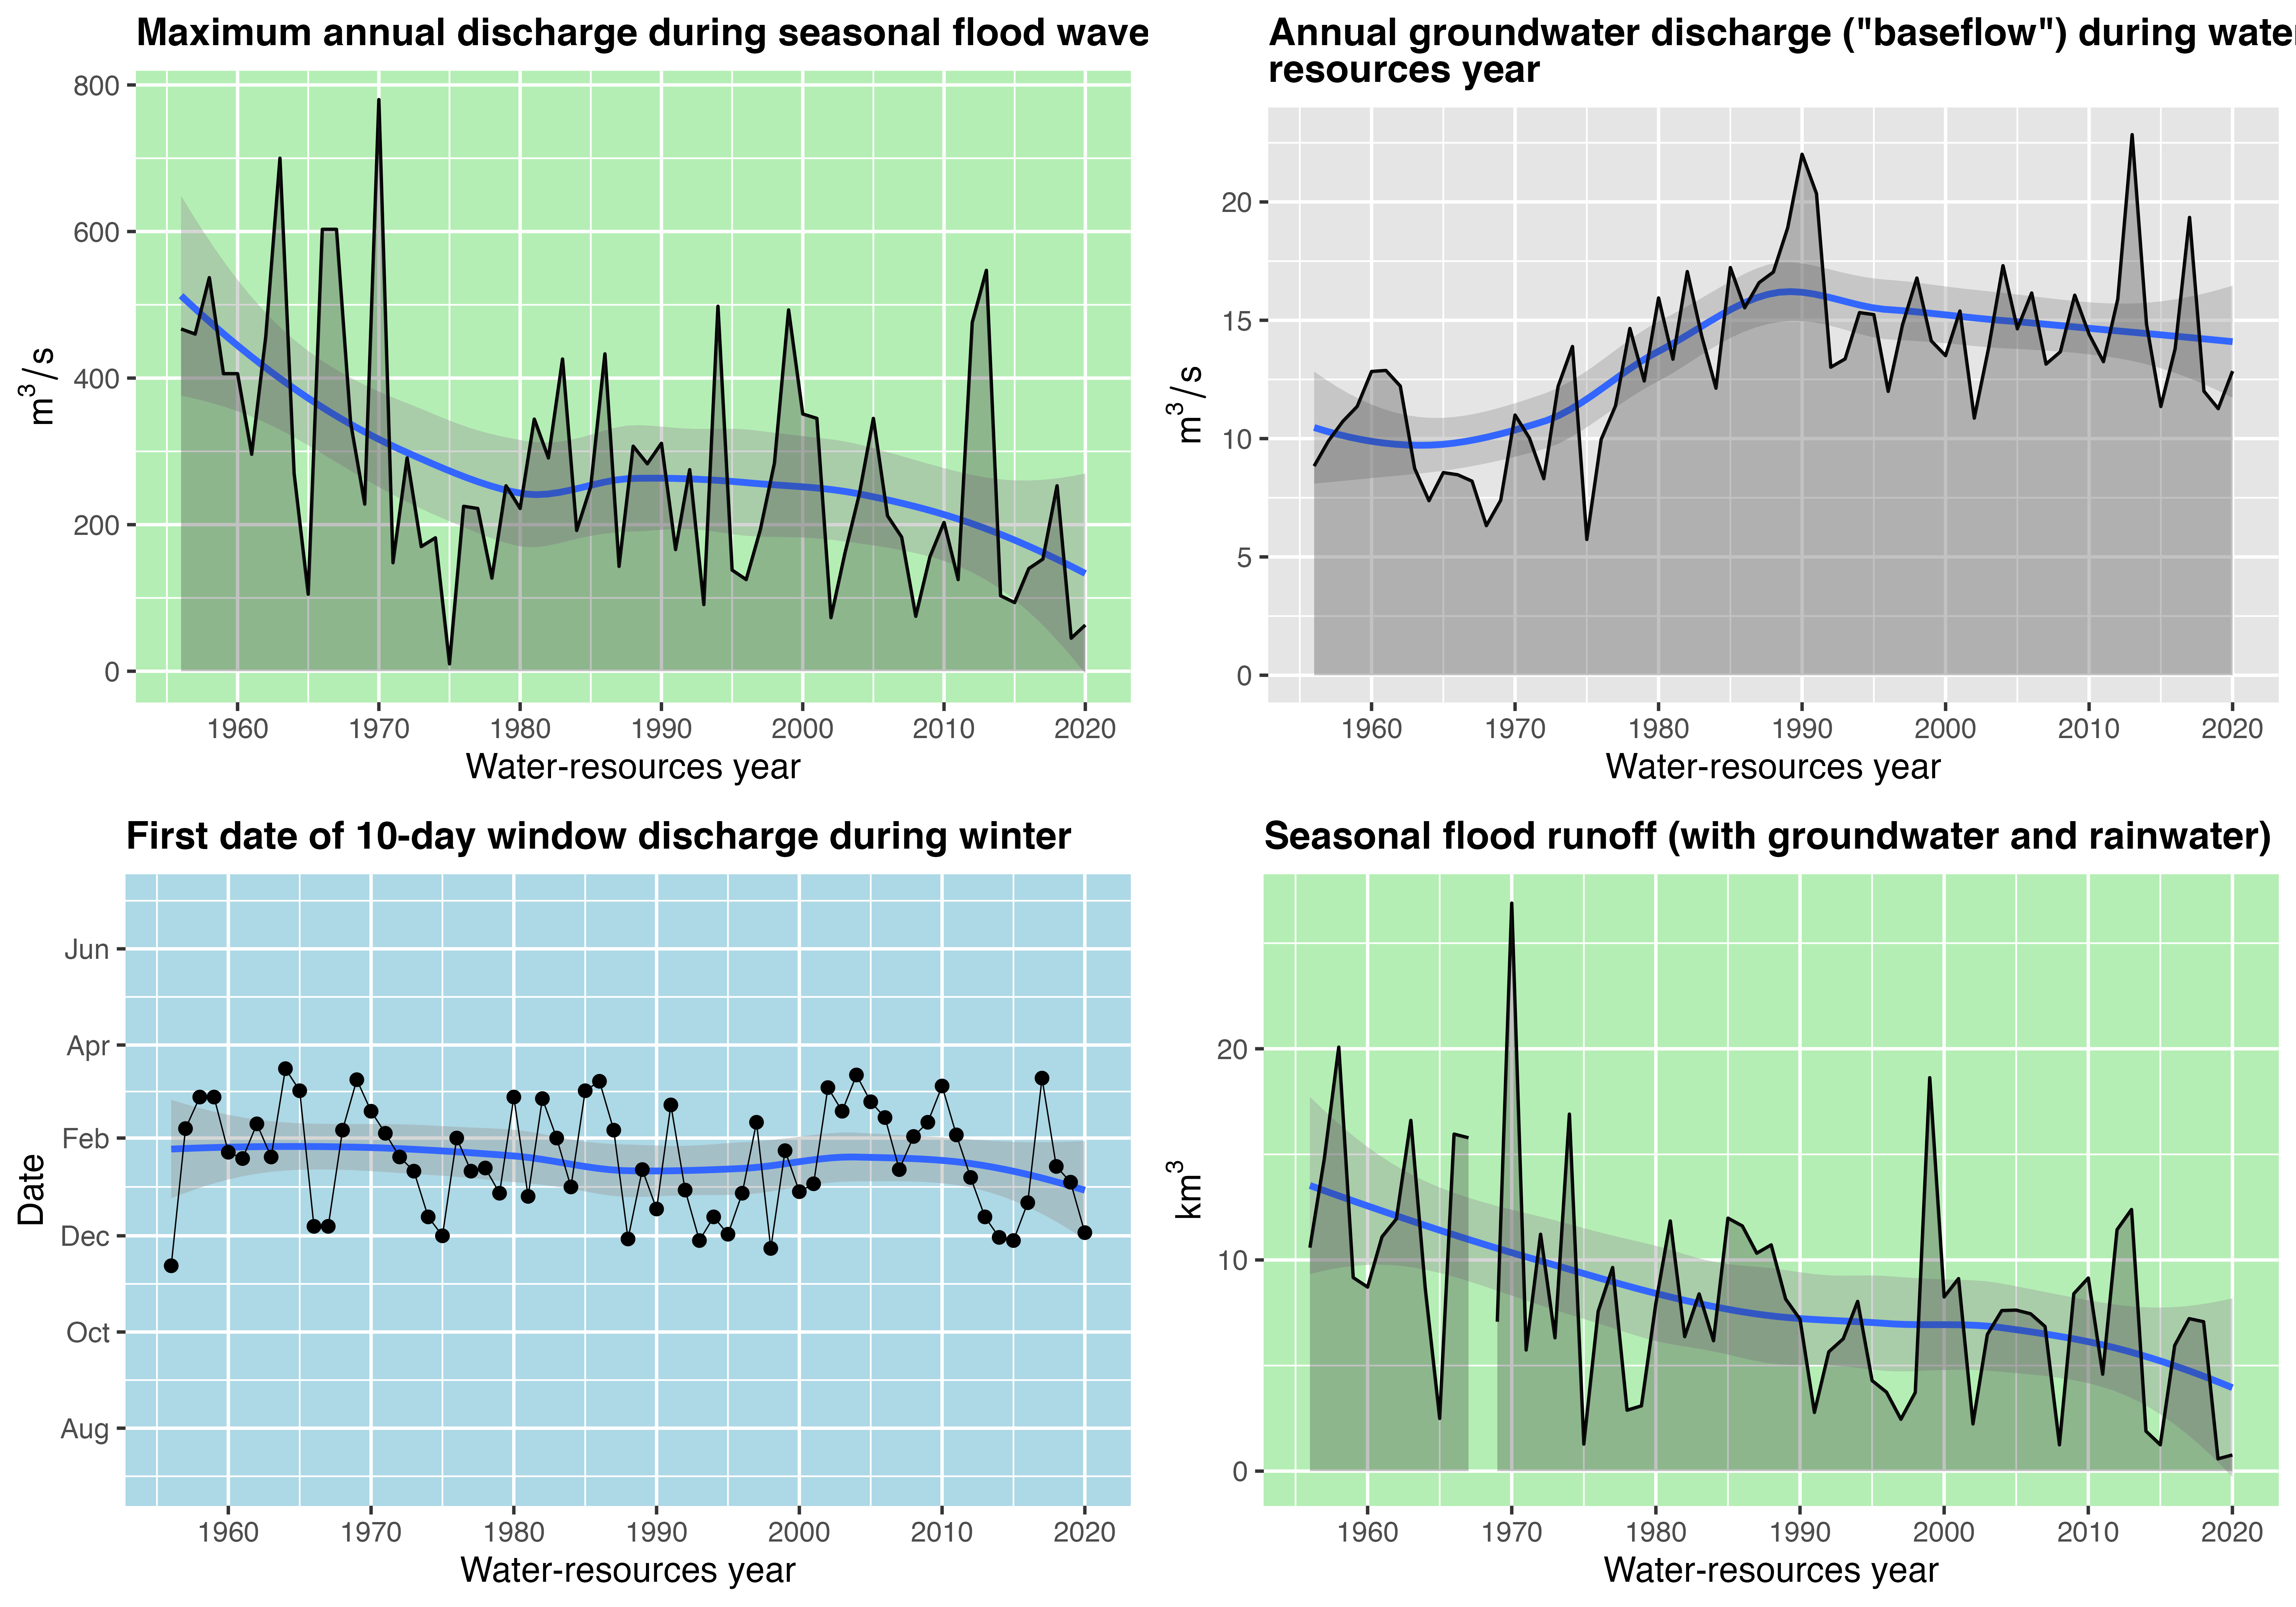 Maximum annual discharge during seasonal flood wave
800
600
400
200
0
m³/s
1960 1970 1980 1990 2000 2010 2020
Water-resources year
Annual groundwater discharge ("baseflow") during water
resources year
20
15
10
5
0
m³/s
1960 1970 1980 1990 2000 2010 2020
Water-resources year
First date of 10-day window discharge during winter
Jun
Apr
Feb
Dec
Oct
Aug
Date
1960 1970 1980 1990 2000 2010 2020
Water-resources year
Seasonal flood runoff (with groundwater and rainwater)
20
10
0
km³
1960 1970 1980 1990 2000 2010 2020
Water-resources year